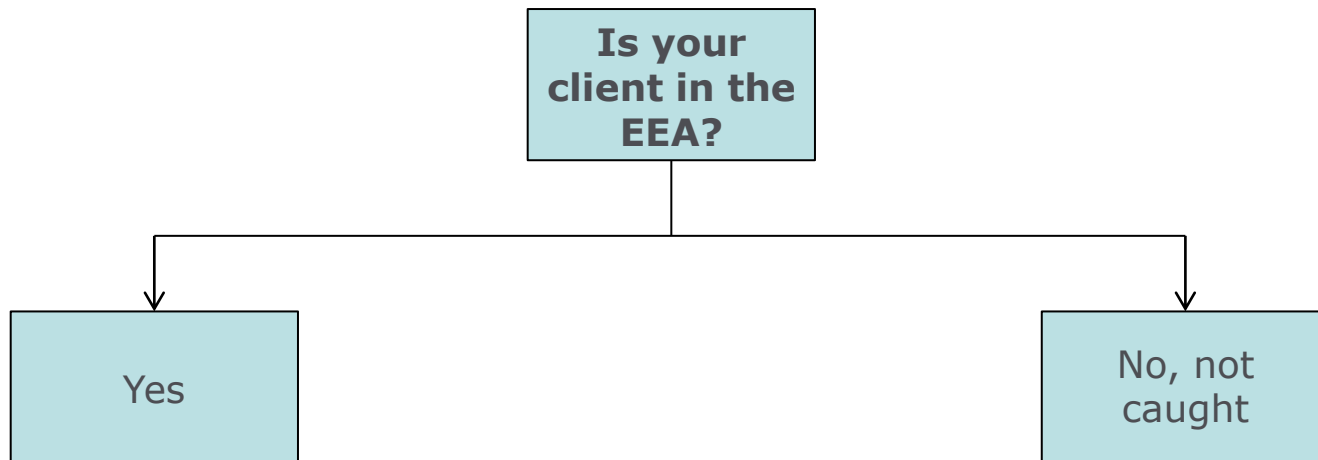 Is your
client in the
EEA?
Yes
No, not
caught